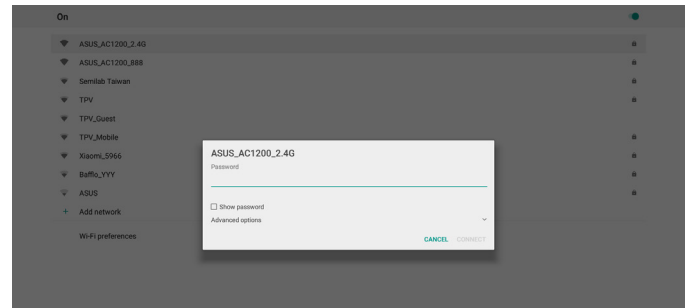 On
ASUS_AC1200_2.4G
ASUS_AC1200_888
Semilab Taiwan
TPV
TPV_Guest
TPV_Mobile
Xiaomi_5966
Baffio_YYY
ASUS
+ Add network
Wi-Fi preferences
ASUS_AC1200_2.4G
Password
Show password
Advanced options
CANCEL CONNECT